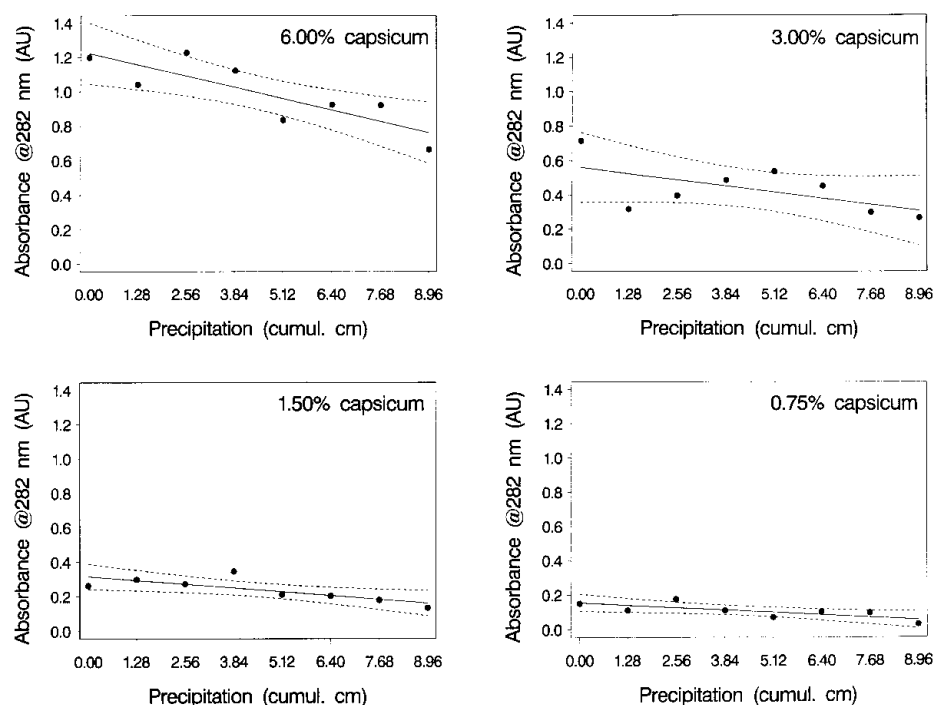 6.00% capsicum
Absorbance @282 nm (AU)
1.4
1.2
1.0
0.8
0.6
0.4
0.2
0.0
0.00 1.28 2.56 3.84 5.12 6.40 7.68 8.96
Precipitation (cumul. cm)
3.00% capsicum
Absorbance @282 nm (AU)
1.4
1.2
1.0
0.8
0.6
0.4
0.2
0.0
0.00 1.28 2.56 3.84 5.12 6.40 7.68 8.96
Precipitation (cumul. cm)
1.50% capsicum
Absorbance @282 nm (AU)
1.4
1.2
1.0
0.8
0.6
0.4
0.2
0.0
0.00 1.28 2.56 3.84 5.12 6.40 7.68 8.96
Precipitation (cumul. cm)
0.75% capsicum
Absorbance @282 nm (AU)
1.4
1.2
1.0
0.8
0.6
0.4
0.2
0.0
0.00 1.28 2.56 3.84 5.12 6.40 7.68 8.96
Precipitation (cumul. cm)